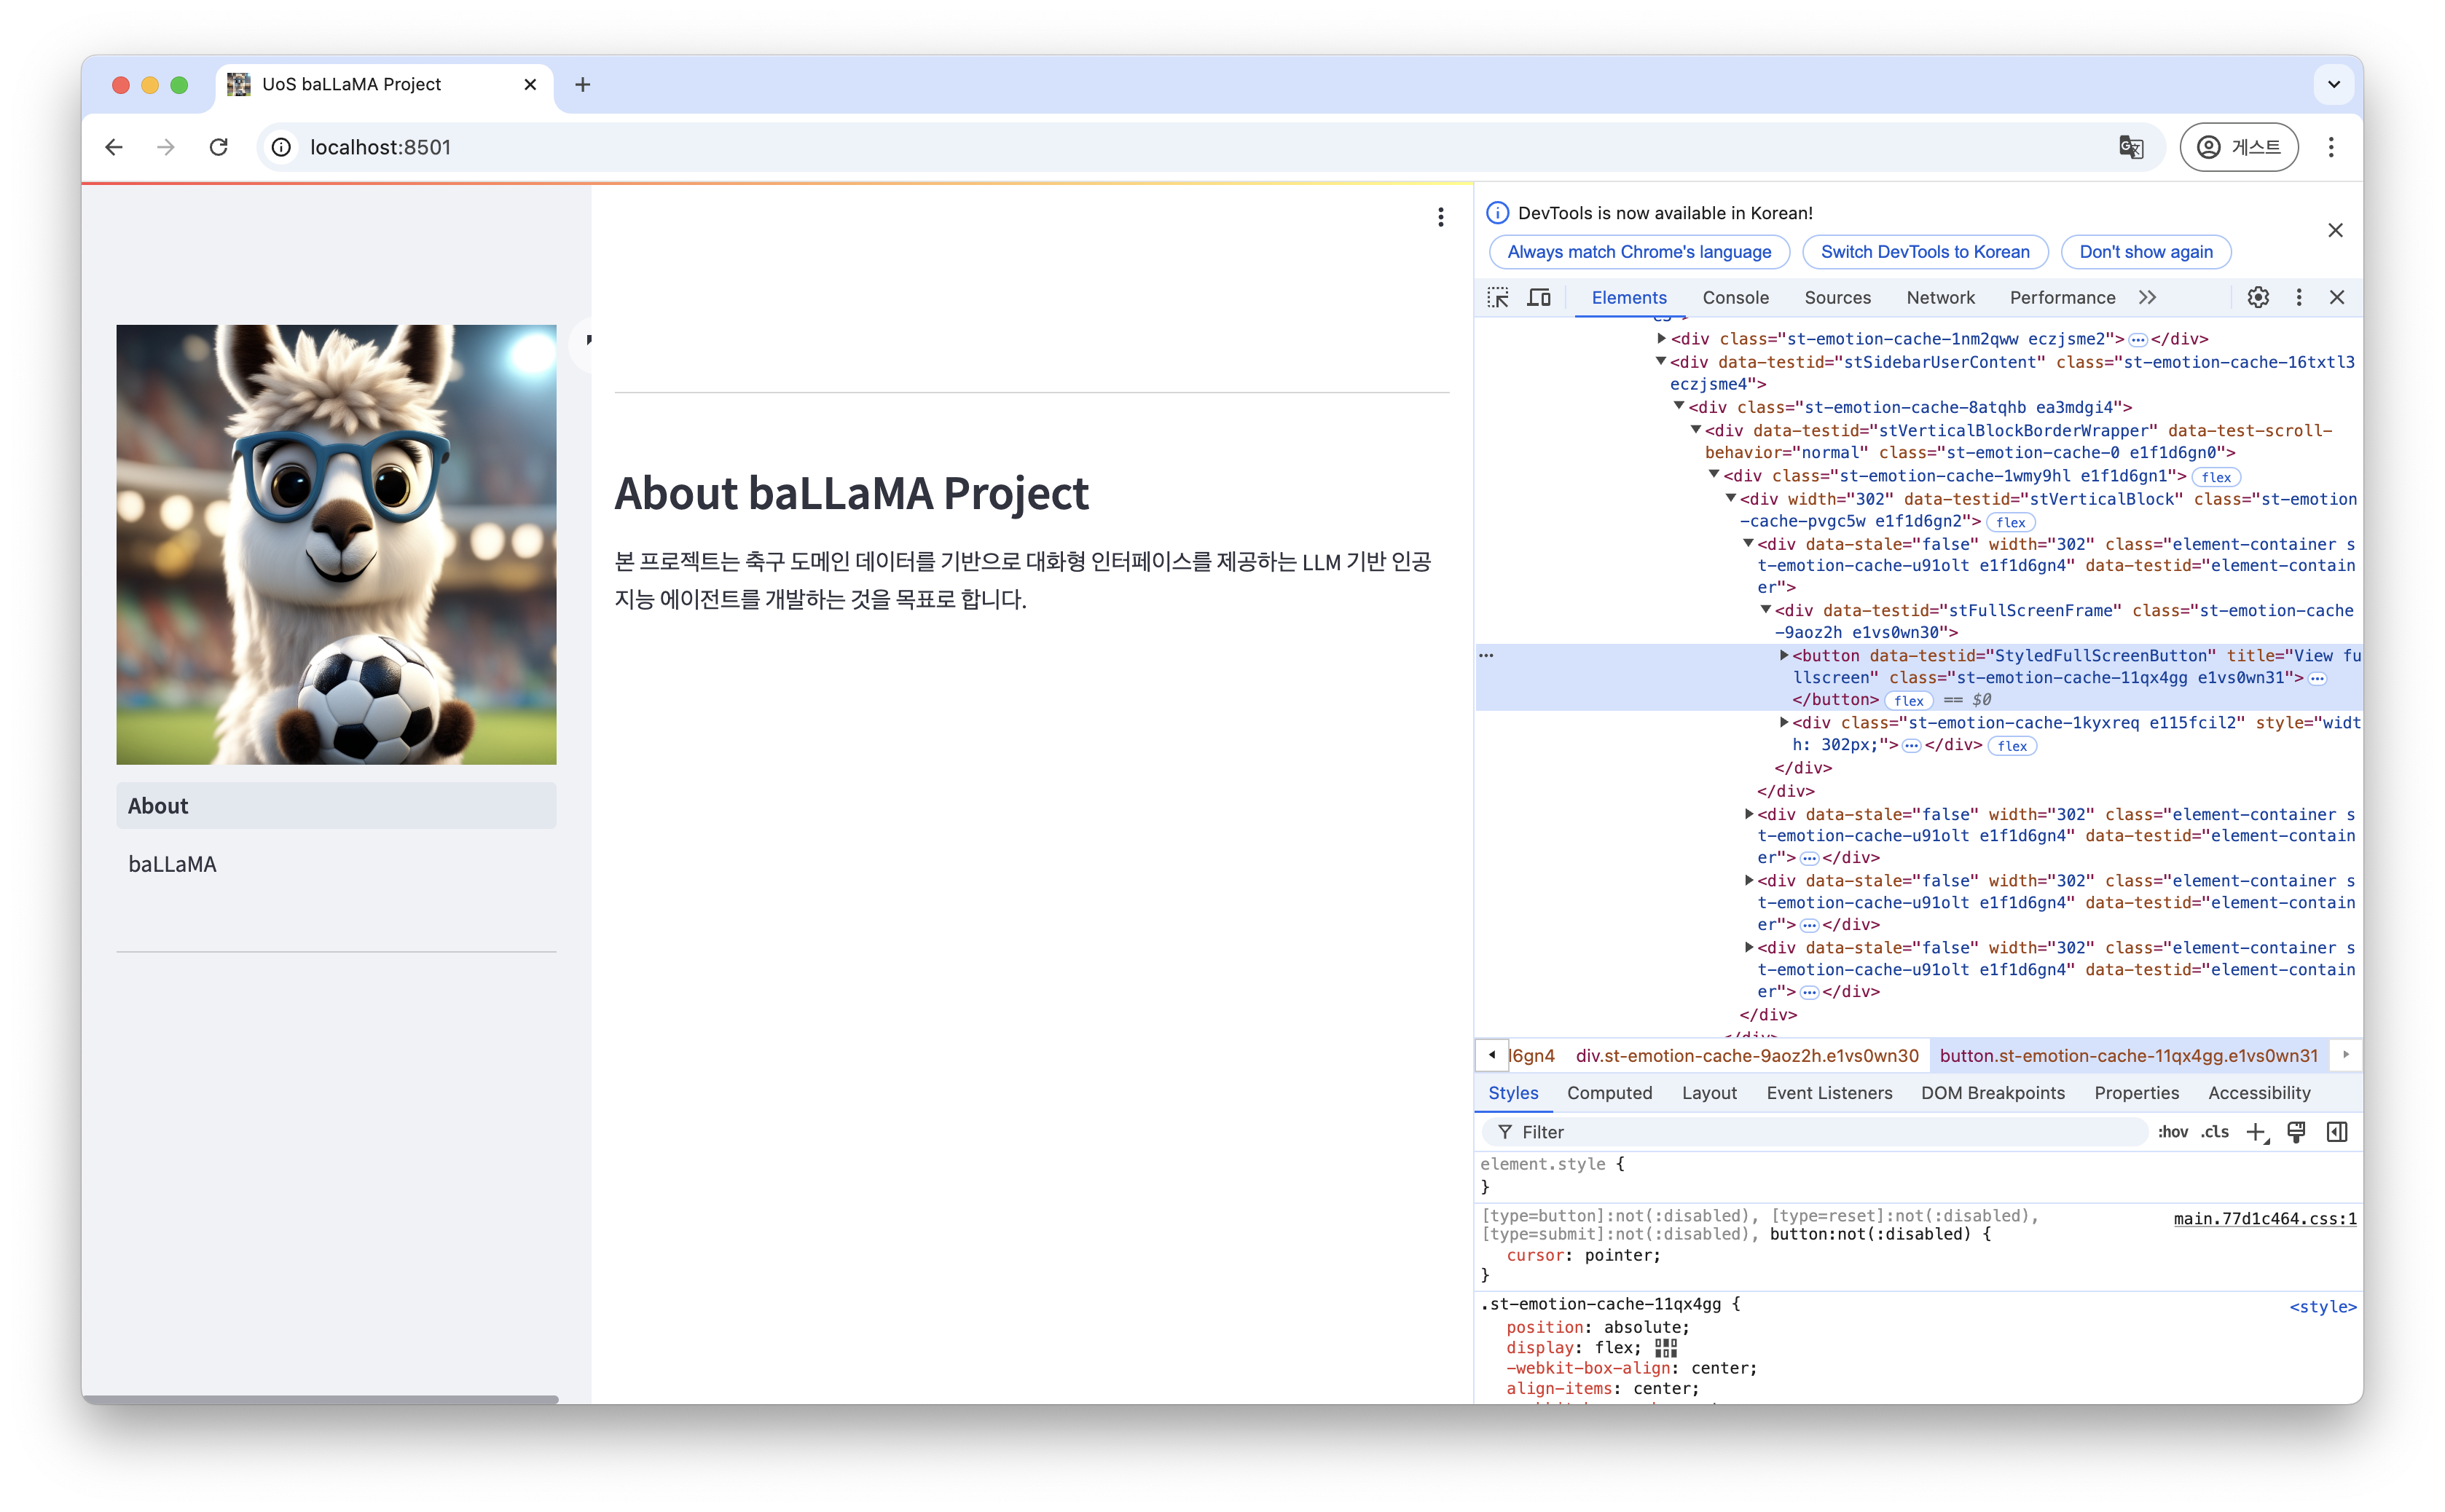 UoS baLLaMA Project
localhost:8501
게스트
About
baLLaMA
About baLLaMA Project
본 프로젝트는 축구 도메인 데이터를 기반으로 대화형 인터페이스를 제공하는 LLM 기반 인공
지능 에이전트를 개발하는 것을 목표로 합니다.
DevTools is now available in Korean!
Always match Chrome's language Switch DevTools to Korean Don't show again
Elements Console Sources Network Performance
<div class="st-emotion-cache-1nm2qww eczjsme2">…</div>
<div data-testid="stSidebarUserContent" class="st-emotion-cache-16txtl3
eczjsme4">
<div class="st-emotion-cache-8atqhb ea3mdgi4">
<div data-testid="stVerticalBlockBorderWrapper" data-test-scroll-
behavior="normal" class="st-emotion-cache-0 e1f1d6gn0">
<div class="st-emotion-cache-1wmy9hl e1f1d6gn1"> flex
<div width="302" data-testid="stVerticalBlock" class="st-emotion
-cache-pvgc5w e1f1d6gn2"> flex
<div data-stale="false" width="302" class="element-container s
t-emotion-cache-u91olt e1f1d6gn4" data-testid="element-contain
er">
<div data-testid="stFullScreenFrame" class="st-emotion-cache
-9aoz2h e1vs0wn30">
… <button data-testid="StyledFullScreenButton" title="View fu
llscreen" class="st-emotion-cache-11qx4gg e1vs0wn31">…
</button> flex == $0
<div class="st-emotion-cache-1kyxreq e115fcil2" style="widt
h: 302px;">…</div> flex
</div>
</div>
<div data-stale="false" width="302" class="element-container s
t-emotion-cache-u91olt e1f1d6gn4" data-testid="element-contain
er">…</div>
<div data-stale="false" width="302" class="element-container s
t-emotion-cache-u91olt e1f1d6gn4" data-testid="element-contain
er">…</div>
<div data-stale="false" width="302" class="element-container s
t-emotion-cache-u91olt e1f1d6gn4" data-testid="element-contain
er">…</div>
</div>
l6gn4 div.st-emotion-cache-9aoz2h.e1vs0wn30 button.st-emotion-cache-11qx4gg.e1vs0wn31
Styles Computed Layout Event Listeners DOM Breakpoints Properties Accessibility
Filter :hov .cls
element.style {
}
[type=button]:not(:disabled), [type=reset]:not(:disabled), main.77d1c464.css:1
[type=submit]:not(:disabled), button:not(:disabled) {
cursor: pointer;
}
.st-emotion-cache-11qx4gg { <style>
position: absolute;
display: flex;
-webkit-box-align: center;
align-items: center;